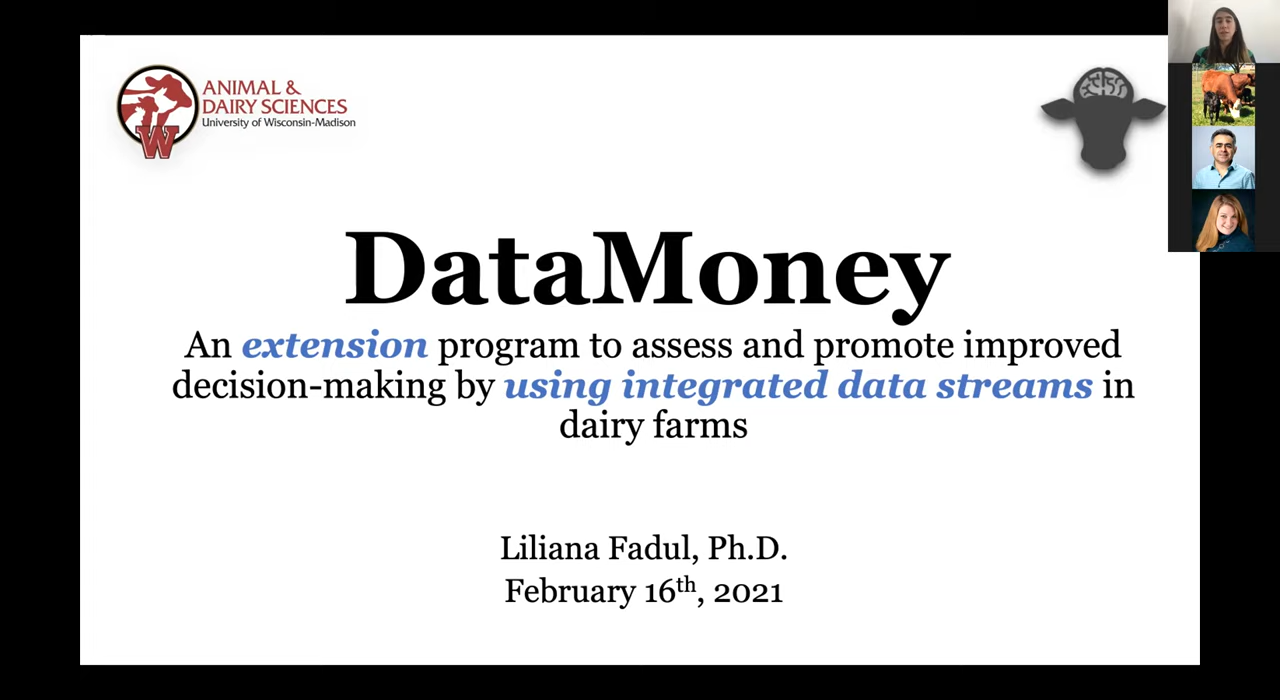 ANIMAL &
DAIRY SCIENCES
University of Wisconsin-Madison
W
DataMoney
An extension program to assess and promote improved
decision-making by using integrated data streams in
dairy farms
Liliana Fadul, Ph.D.
February 16th, 2021